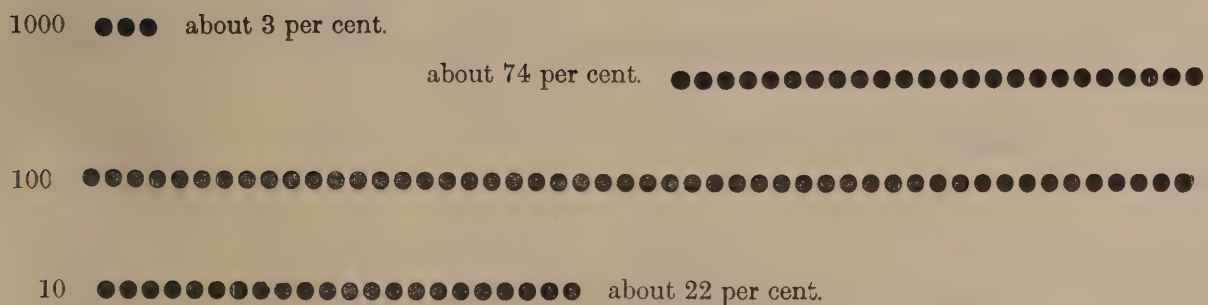 1000 about 3 per cent.
about 74 per cent.
100
10 about 22 per cent.